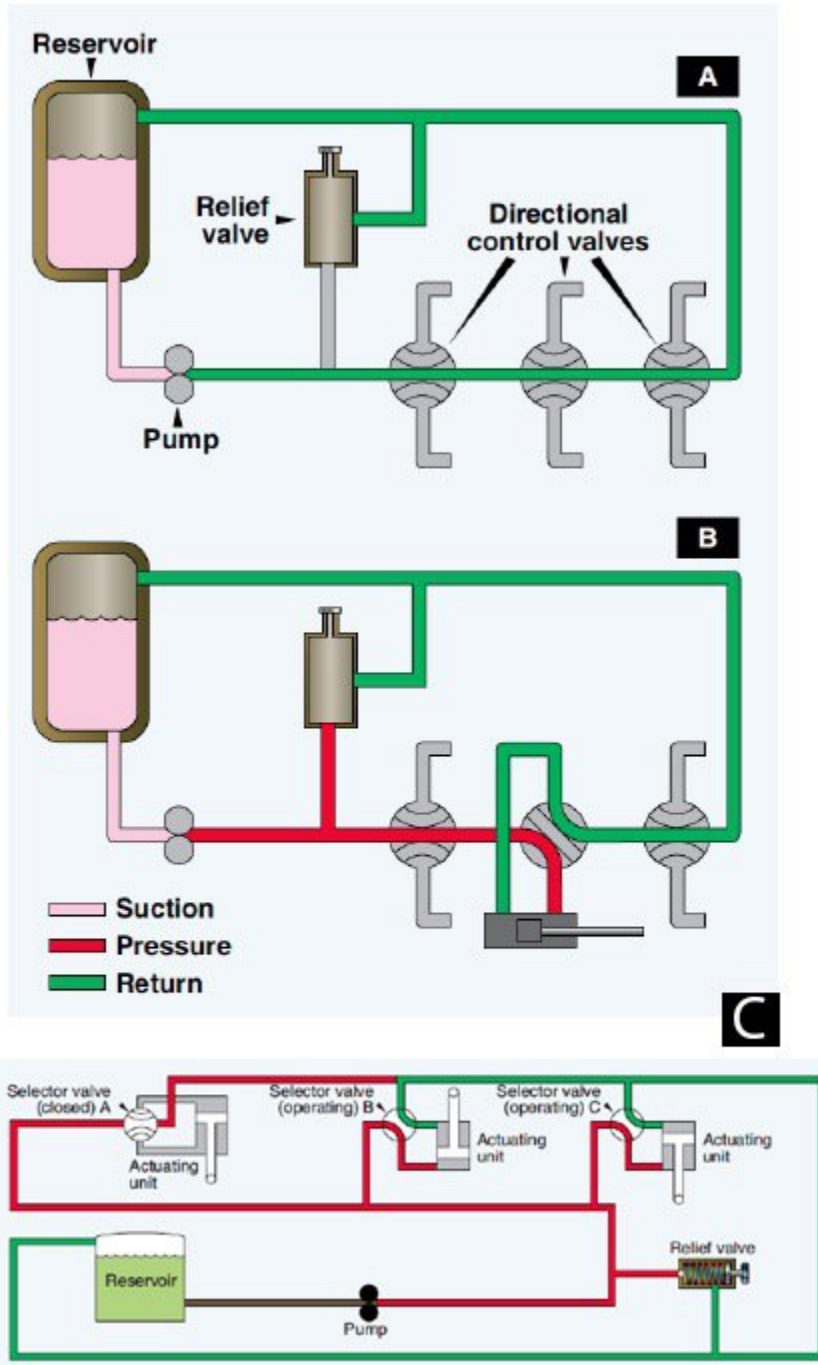 Reservoir
A
Relief
valve
Directional
control valves
Pump
B
Suction
Pressure
Return
C
Selector valve
(closed) A
Actuating
unit
Selector valve
(operating) B
Actuating
unit
Selector valve
(operating) C
Actuating
unit
Relief valve
Reservoir
Pump